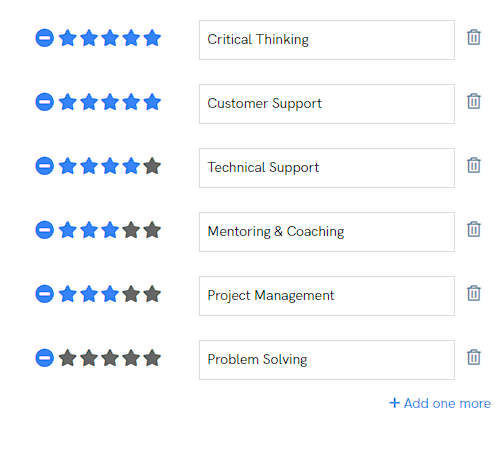 Critical Thinking
Customer Support
Technical Support
Mentoring & Coaching
Project Management
Problem Solving
+ Add one more